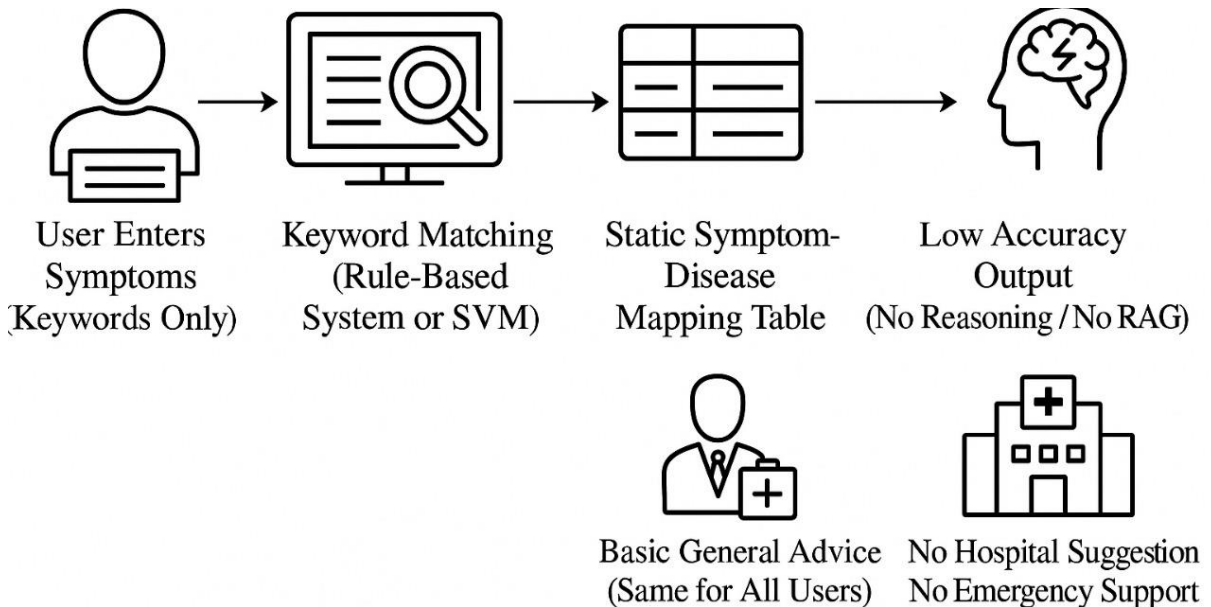 User Enters
Symptoms
(Keywords Only)
Keyword Matching
(Rule-Based
System or SVM)
Static Symptom-
Disease
Mapping Table
Low Accuracy
Output
(No Reasoning / No RAG)
Basic General Advice
(Same for All Users)
No Hospital Suggestion
No Emergency Support